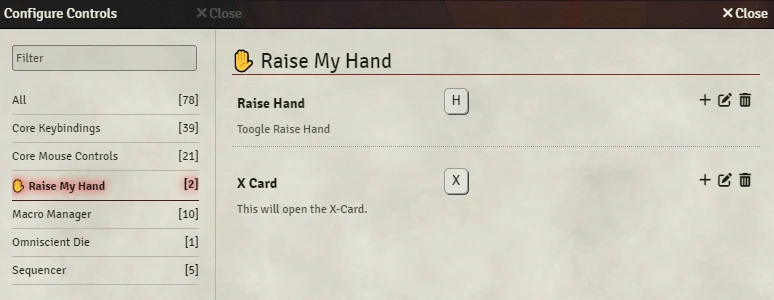 Configure Controls
Close
Close
Filter
All [78]
Core Keybindings [39]
Core Mouse Controls [21]
Raise My Hand [2]
Macro Manager [10]
Omniscient Die [1]
Sequencer [5]
Raise My Hand
Raise Hand H
Toogle Raise Hand
X Card X
This will open the X-Card.